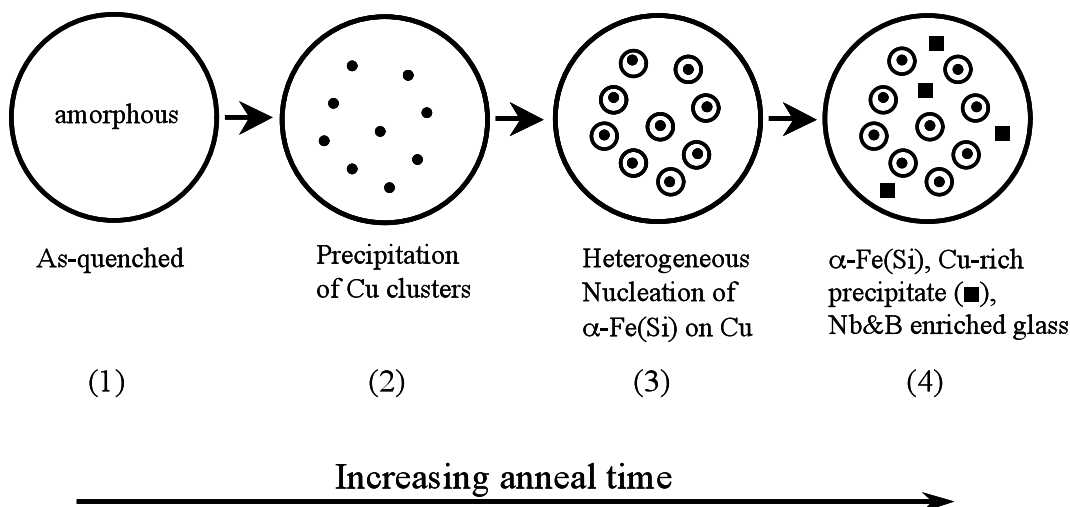 amorphous
As-quenched
Precipitation
of Cu clusters
Heterogeneous
Nucleation of
α-Fe(Si) on Cu
α-Fe(Si), Cu-rich
precipitate (■),
Nb&B enriched glass
(1)
(2)
(3)
(4)
Increasing anneal time